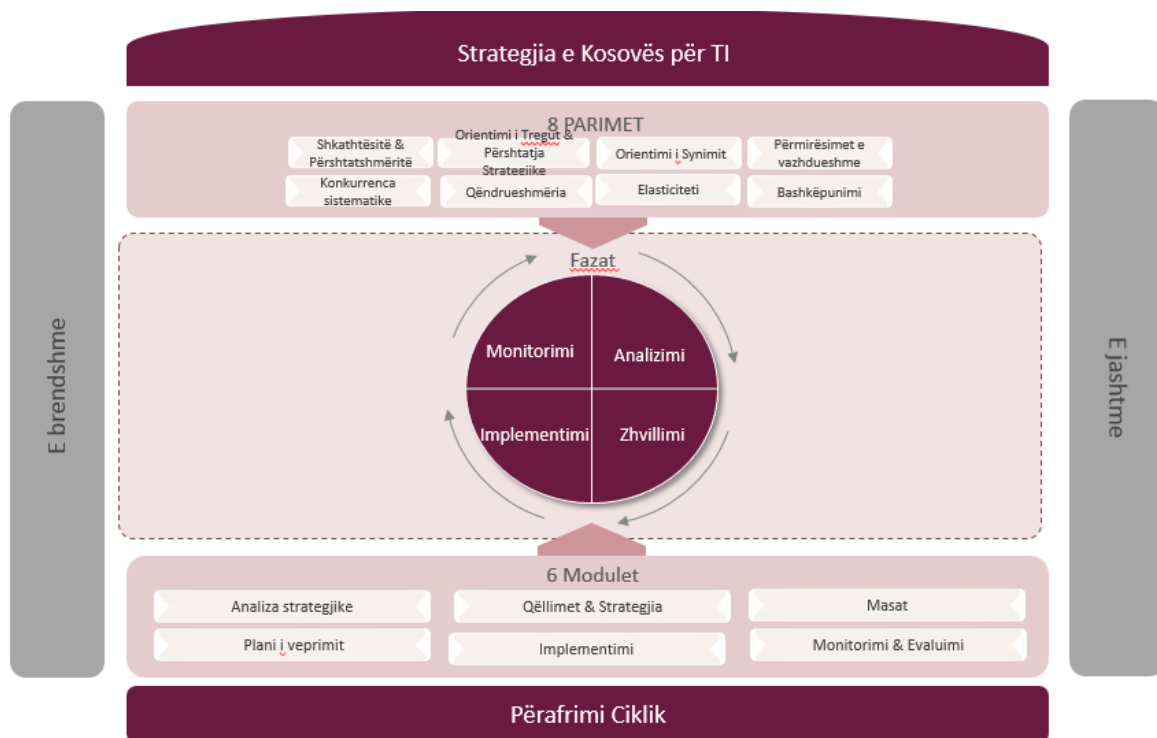 Strategjia e Kosovës për TI
E brendshme
8 PARIMET
Shkathtësitë &
Përshtatshmëritë
Orientimi i Tregut &
Përshtatja
Strategjike
Orientimi i Synimit
Përmirësimet e
vazhdueshme
Konkurrenca
sistematike
Qëndrueshmëria
Elasticiteti
Bashkëpunimi
Fazat
Monitorimi
Analizimi
Implementimi
Zhvillimi
6 Modulet
Analiza strategjike
Qëllimet & Strategjia
Masat
Plani i veprimit
Implementimi
Monitorimi & Evaluimi
E jashtme
Përafrimi Ciklik